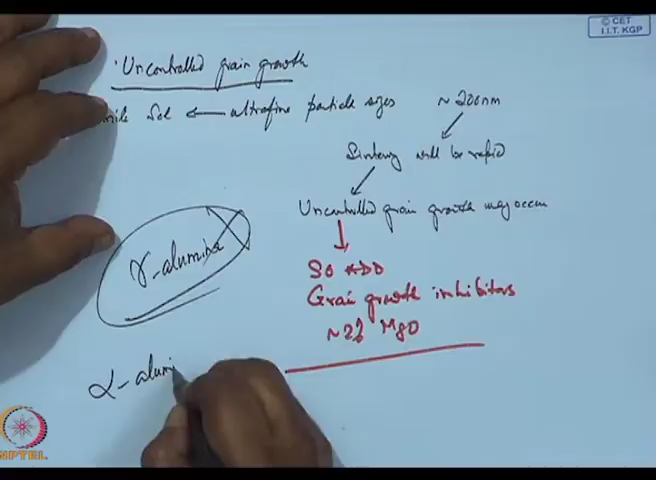 Uncontrolled grain growth
Sol ← ultrafine particle sizes ~ 200nm
Sintering will be rapid
Uncontrolled grain growth may occur
γ-alumina
SO ADD
Grain growth inhibitors
~2% MgO
α- alumi
© CET
I.I.T. KGP
NPTEL